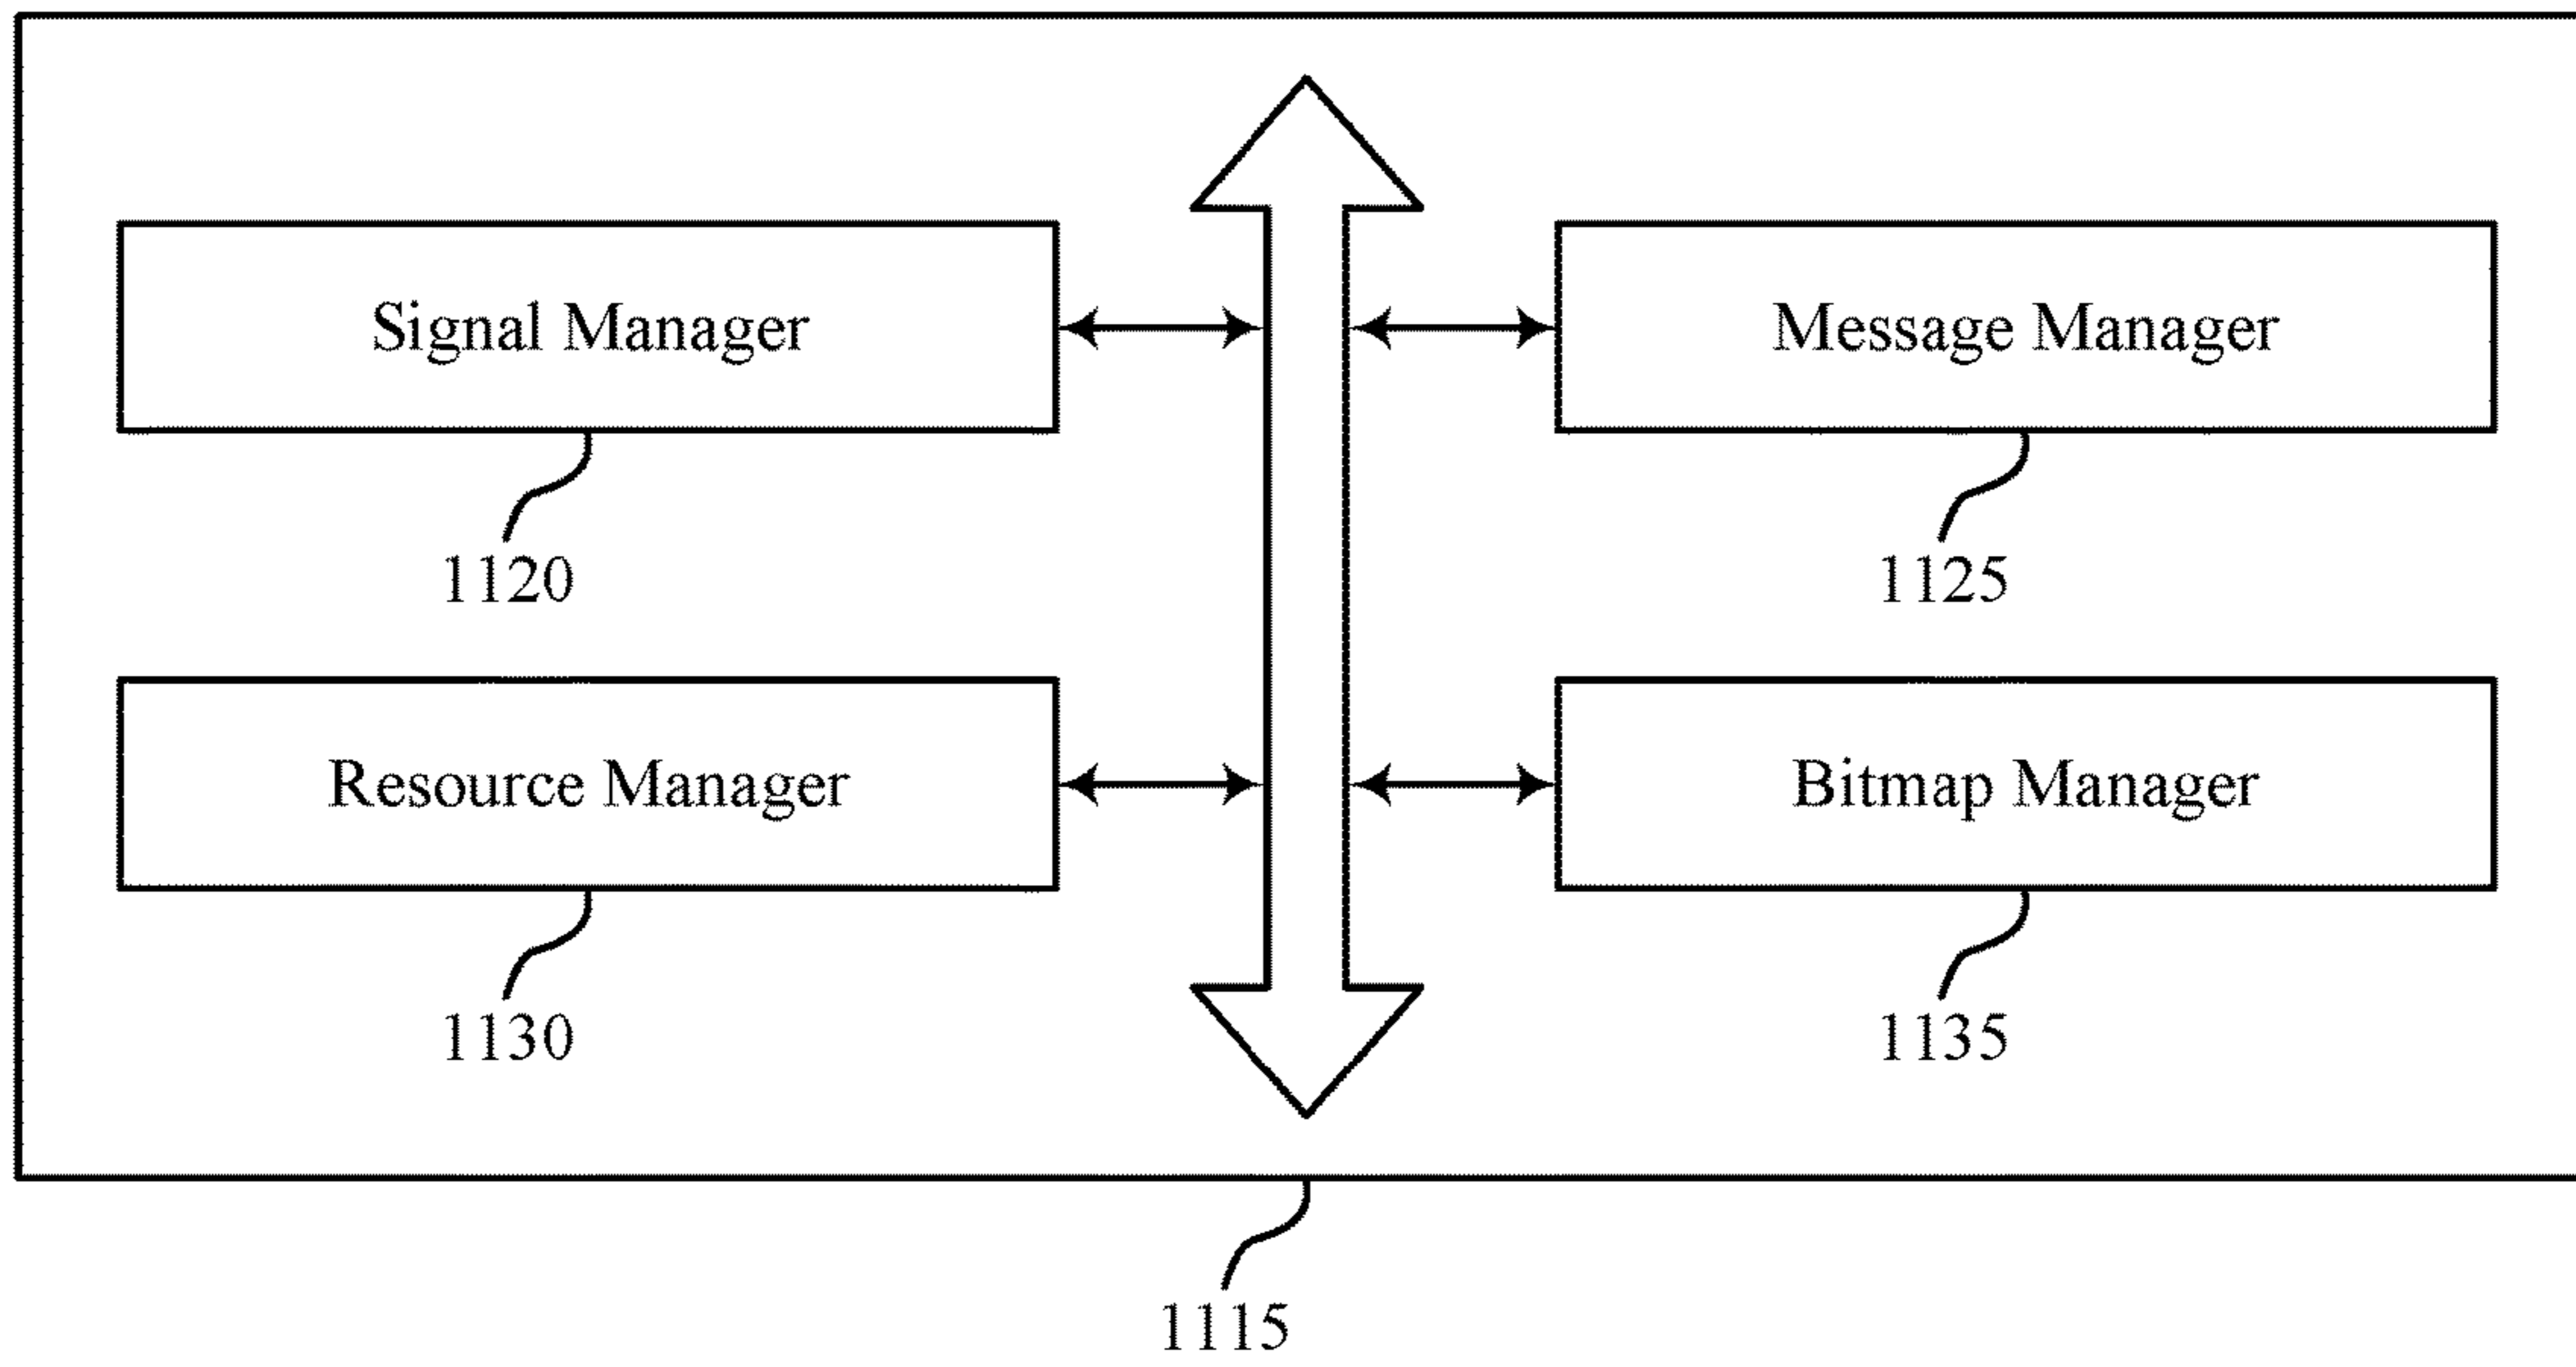 Signal Manager
Message Manager
1120
1125
Resource Manager
Bitmap Manager
1130
1135
1115